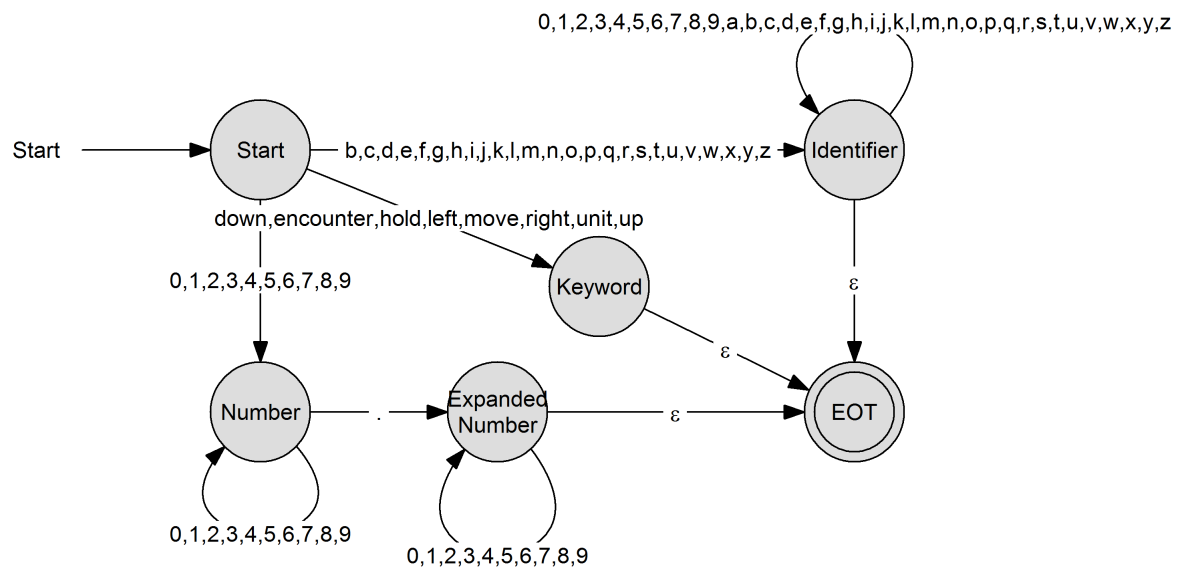 0,1,2,3,4,5,6,7,8,9,a,b,c,d,e,f,g,h,i,j,k,l,m,n,o,p,q,r,s,t,u,v,w,x,y,z
Start
Start
b,c,d,e,f,g,h,i,j,k,l,m,n,o,p,q,r,s,t,u,v,w,x,y,z
Identifier
down,encounter,hold,left,move,right,unit,up
0,1,2,3,4,5,6,7,8,9
Keyword
ε
ε
Number
.
Expanded
Number
ε
EOT
0,1,2,3,4,5,6,7,8,9
0,1,2,3,4,5,6,7,8,9